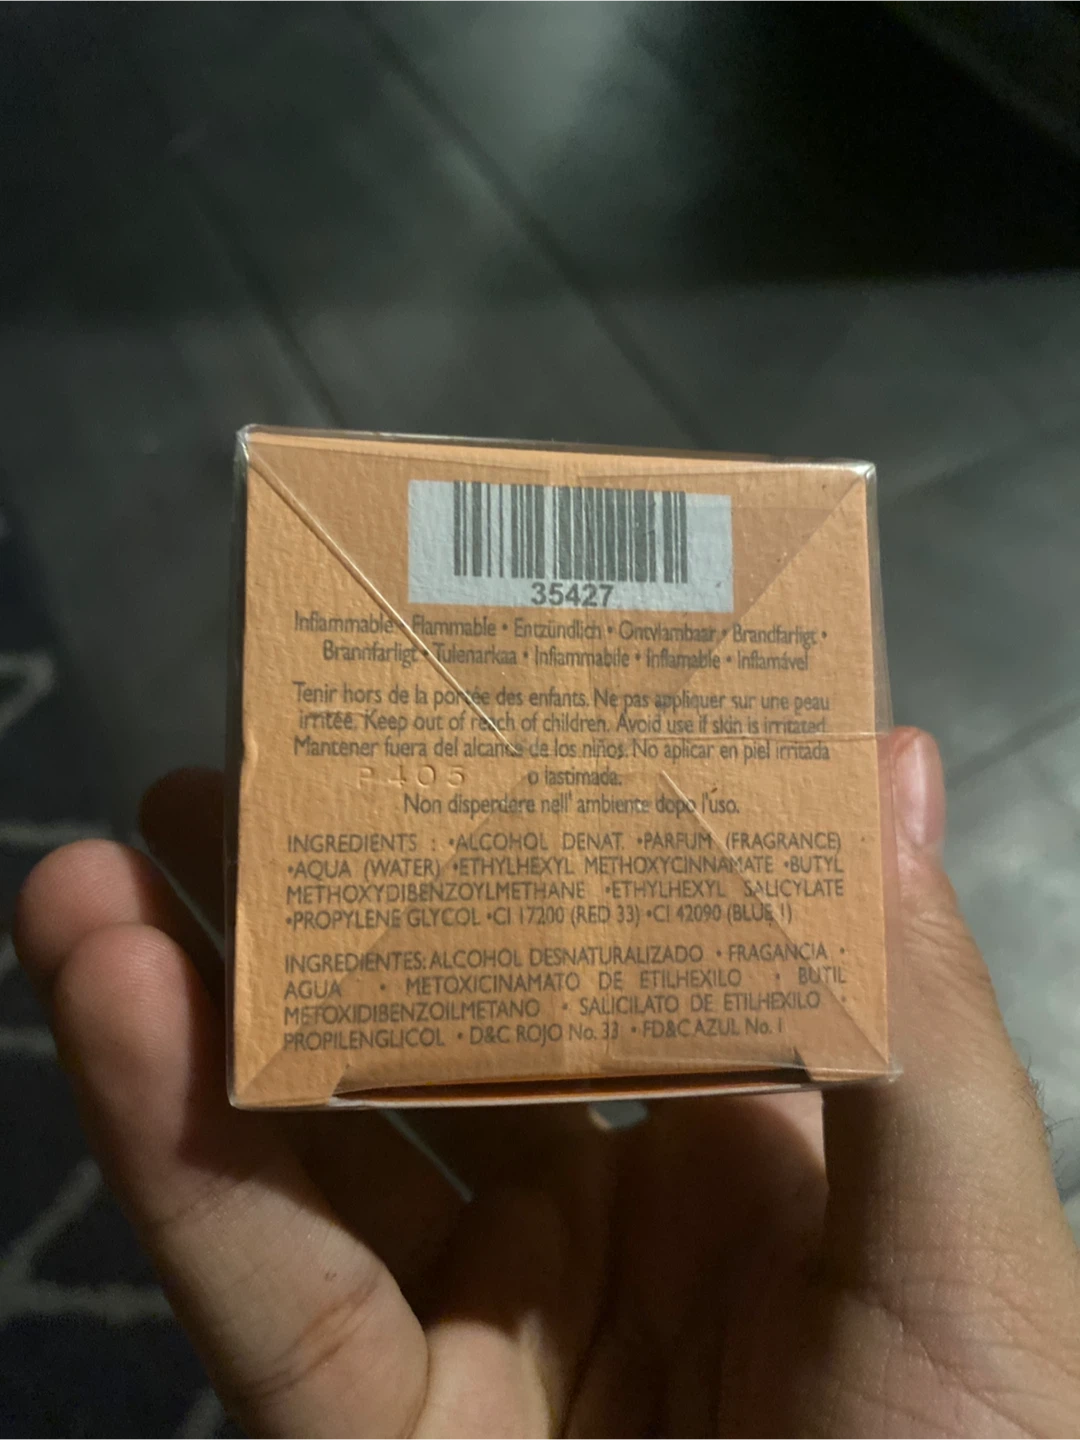 35427
Inflammable • Flammable • Entzündlich • Ontvlambaar • Brandfarligt •
Brannfarligt • Tulenarkaa • Infiammabile • Inflamable • Inflamável
Tenir hors de la portée des enfants. Ne pas appliquer sur une peau
irritée. Keep out of reach of children. Avoid use if skin is irritated.
Mantener fuera del alcance de los niños. No aplicar en piel irritada
o lastimada.
Non disperdere nell' ambiente dopo l'uso.
INGREDIENTS : •ALCOHOL DENAT. •PARFUM (FRAGRANCE)
•AQUA (WATER) •ETHYLHEXYL METHOXYCINNAMATE •BUTYL
METHOXYDIBENZOYLMETHANE •ETHYLHEXYL SALICYLATE
•PROPYLENE GLYCOL •CI 17200 (RED 33) •CI 42090 (BLUE 1)
INGREDIENTES: ALCOHOL DESNATURALIZADO • FRAGANCIA •
AGUA • METOXICINAMATO DE ETILHEXILO • BUTIL
METOXIDIBENZOILMETANO • SALICILATO DE ETILHEXILO •
PROPILENGLICOL • D&C ROJO No. 33 • FD&C AZUL No. 1